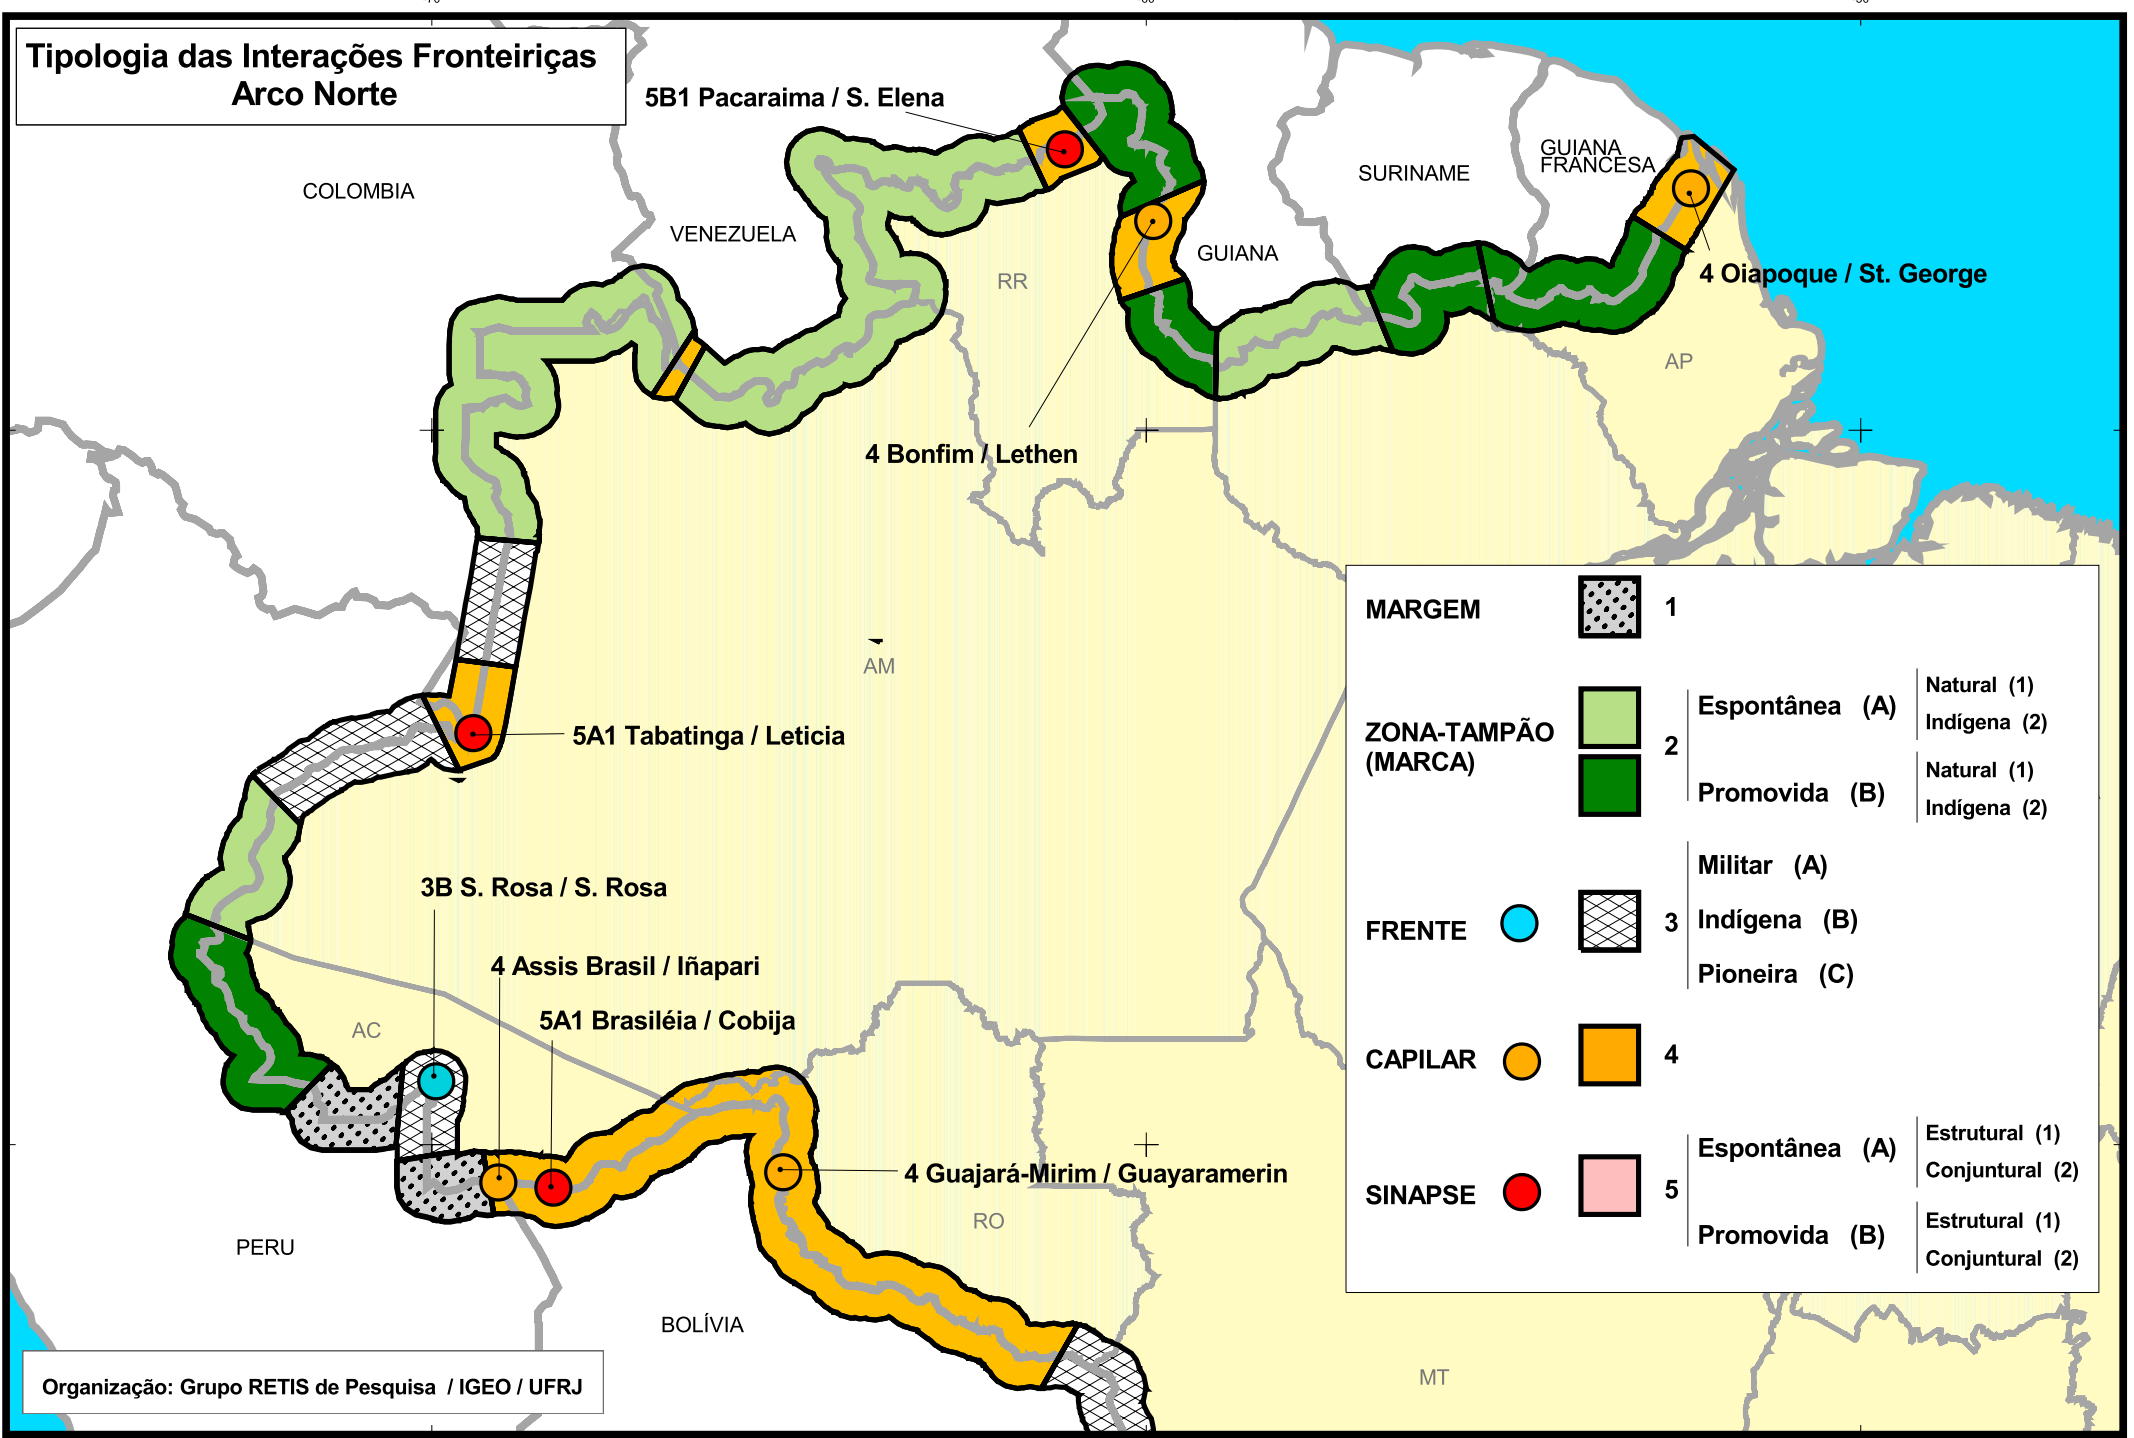 Tipologia das Interações Fronteiriças
Arco Norte
5B1 Pacaraima / S. Elena
COLOMBIA
VENEZUELA
GUIANA
SURINAME
GUIANA
FRANCESA
RR
4 Oiapoque / St. George
AP
4 Bonfim / Lethen
AM
5A1 Tabatinga / Leticia
3B S. Rosa / S. Rosa
4 Assis Brasil / Iñapari
5A1 Brasiléia / Cobija
AC
4 Guajará-Mirim / Guayaramerin
RO
PERU
BOLÍVIA
MT
MARGEM 1
ZONA-TAMPÃO
(MARCA)
2
Espontânea (A)
Natural (1)
Indígena (2)
Promovida (B)
Natural (1)
Indígena (2)
FRENTE 3
Militar (A)
Indígena (B)
Pioneira (C)
CAPILAR 4
SINAPSE 5
Espontânea (A)
Estrutural (1)
Conjuntural (2)
Promovida (B)
Estrutural (1)
Conjuntural (2)
Organização: Grupo RETIS de Pesquisa / IGEO / UFRJ